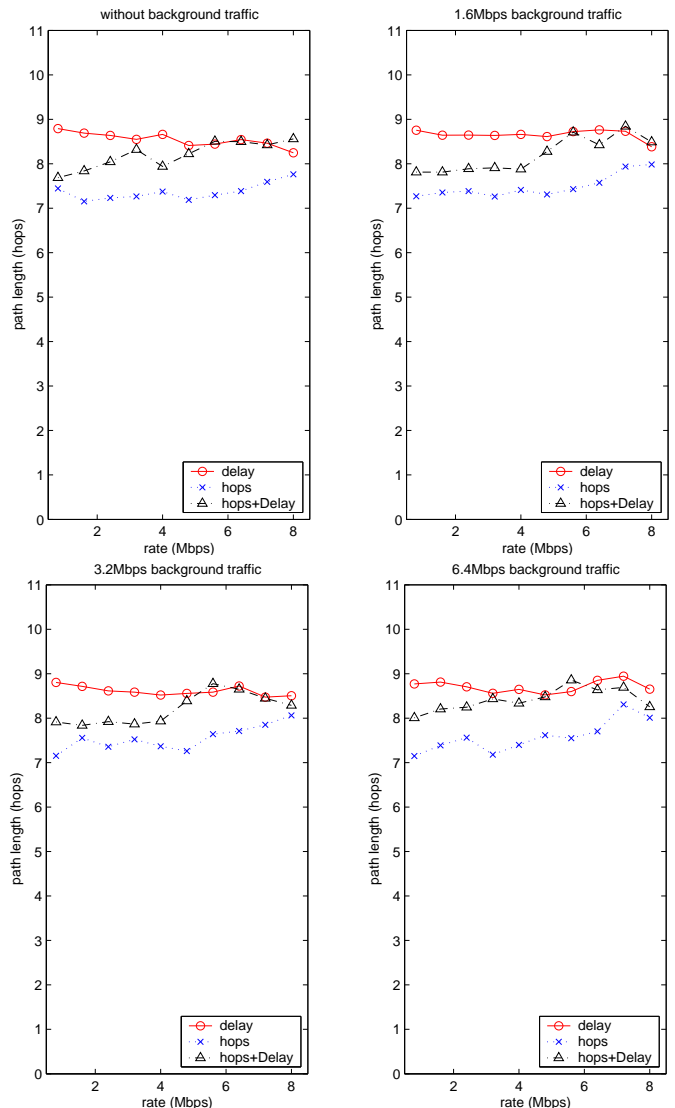 without background traffic
11
10
9
8
7
6
5
4
3
2
1
0
path length (hops)
2
4
6
8
rate (Mbps)
delay
hops
hops+Delay
1.6Mbps background traffic
11
10
9
8
7
6
5
4
3
2
1
0
path length (hops)
2
4
6
8
rate (Mbps)
delay
hops
hops+Delay
3.2Mbps background traffic
11
10
9
8
7
6
5
4
3
2
1
0
path length (hops)
2
4
6
8
rate (Mbps)
delay
hops
hops+Delay
6.4Mbps background traffic
11
10
9
8
7
6
5
4
3
2
1
0
path length (hops)
2
4
6
8
rate (Mbps)
delay
hops
hops+Delay